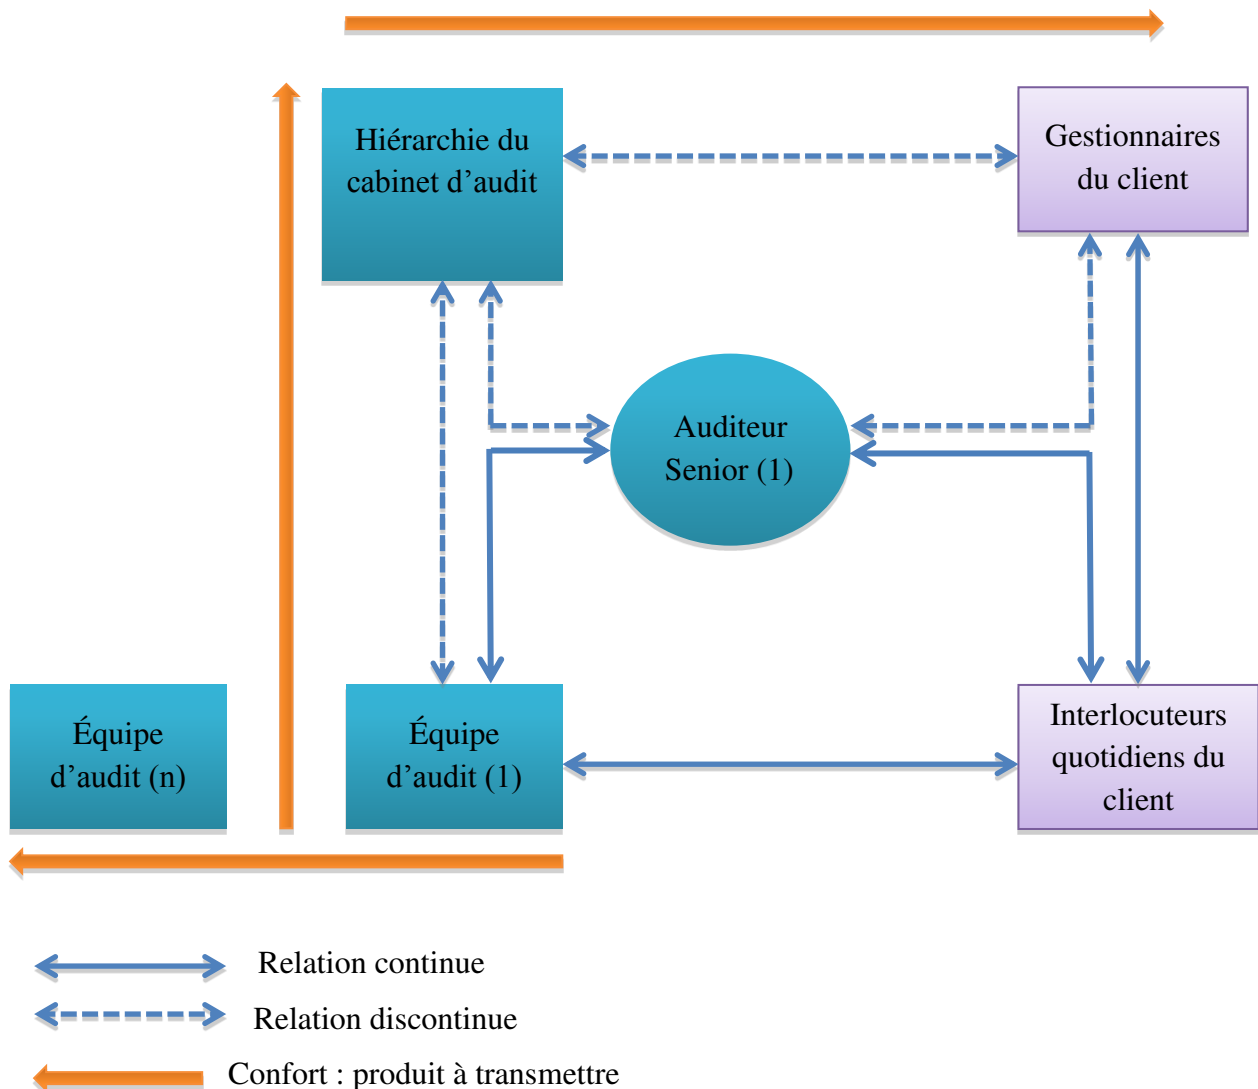 Hiérarchie du
cabinet d’audit
Gestionnaires
du client
Auditeur
Senior (1)
Équipe
d’audit (n)
Équipe
d’audit (1)
Interlocuteurs
quotidiens du
client
Relation continue
Relation discontinue
Confort : produit à transmettre